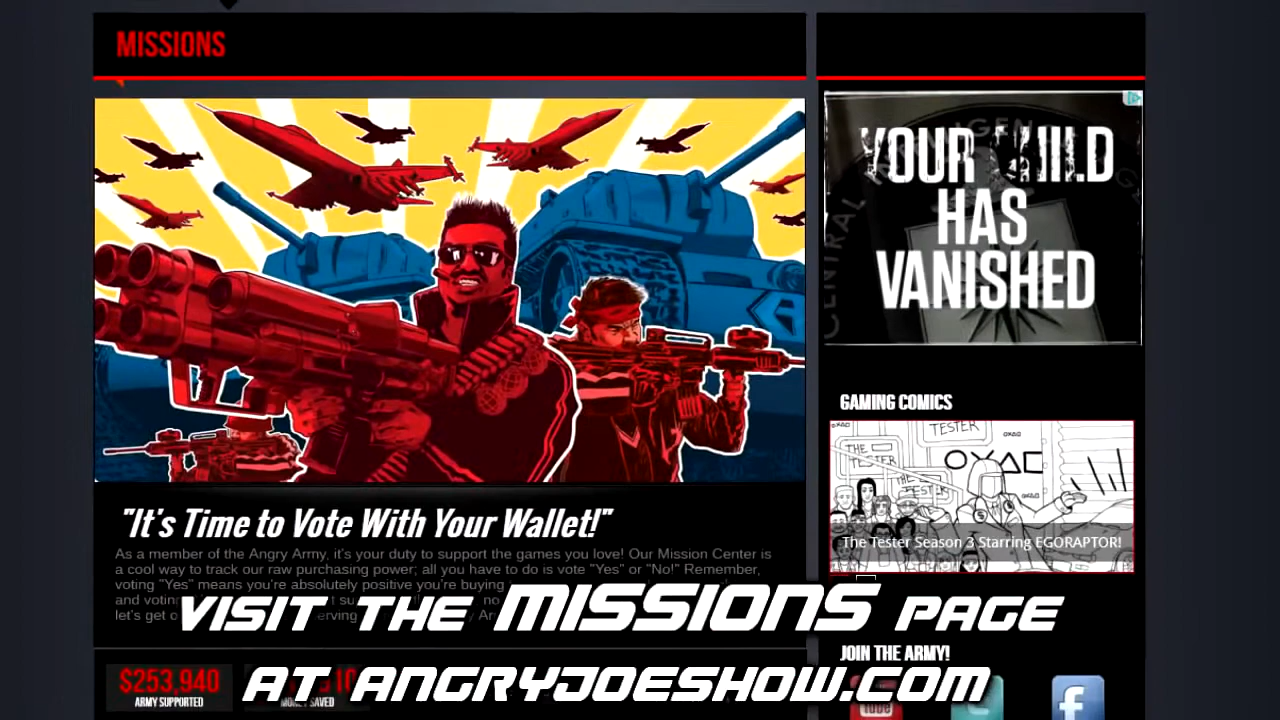 MISSIONS
YOUR
HAS
VANISHED
GAMING COMICS
TESTER
THE
TESTER
The Tester Season 3 Starring EGORAPTOR!
"It's Time to Vote With Your Wallet!"
As a member of the Angry Army, it's your duty to support the games you love! Our Mission Center is
a cool way to track our raw purchasing power; all you have to do is vote "Yes" or "No!" Remember,
voting "Yes" means you're absolutely positive you're buying
let's get
VISIT THE MISSIONS PAGE
AT ANGRYJOESHOW.COM
JOIN THE ARMY!
$253,940
ARMY SUPPORTED
SAVED